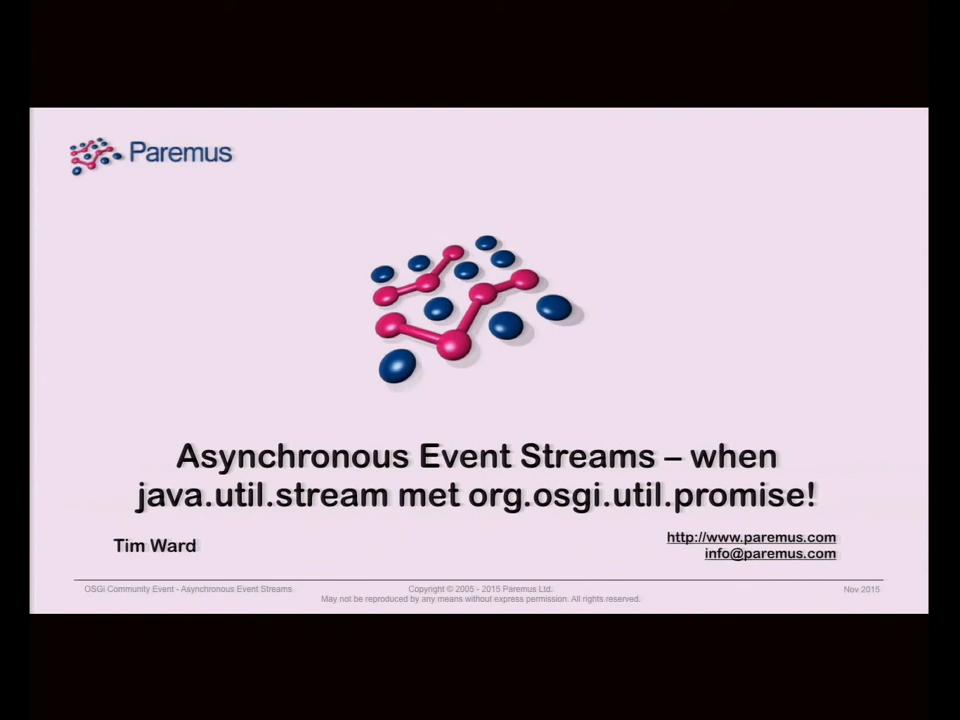 Paremus
Asynchronous Event Streams – when
java.util.stream met org.osgi.util.promise!
Tim Ward
http://www.paremus.com
info@paremus.com
OSGi Community Event - Asynchronous Event Streams
Copyright © 2005 - 2015 Paremus Ltd.
May not be reproduced by any means without express permission. All rights reserved.
Nov 2015